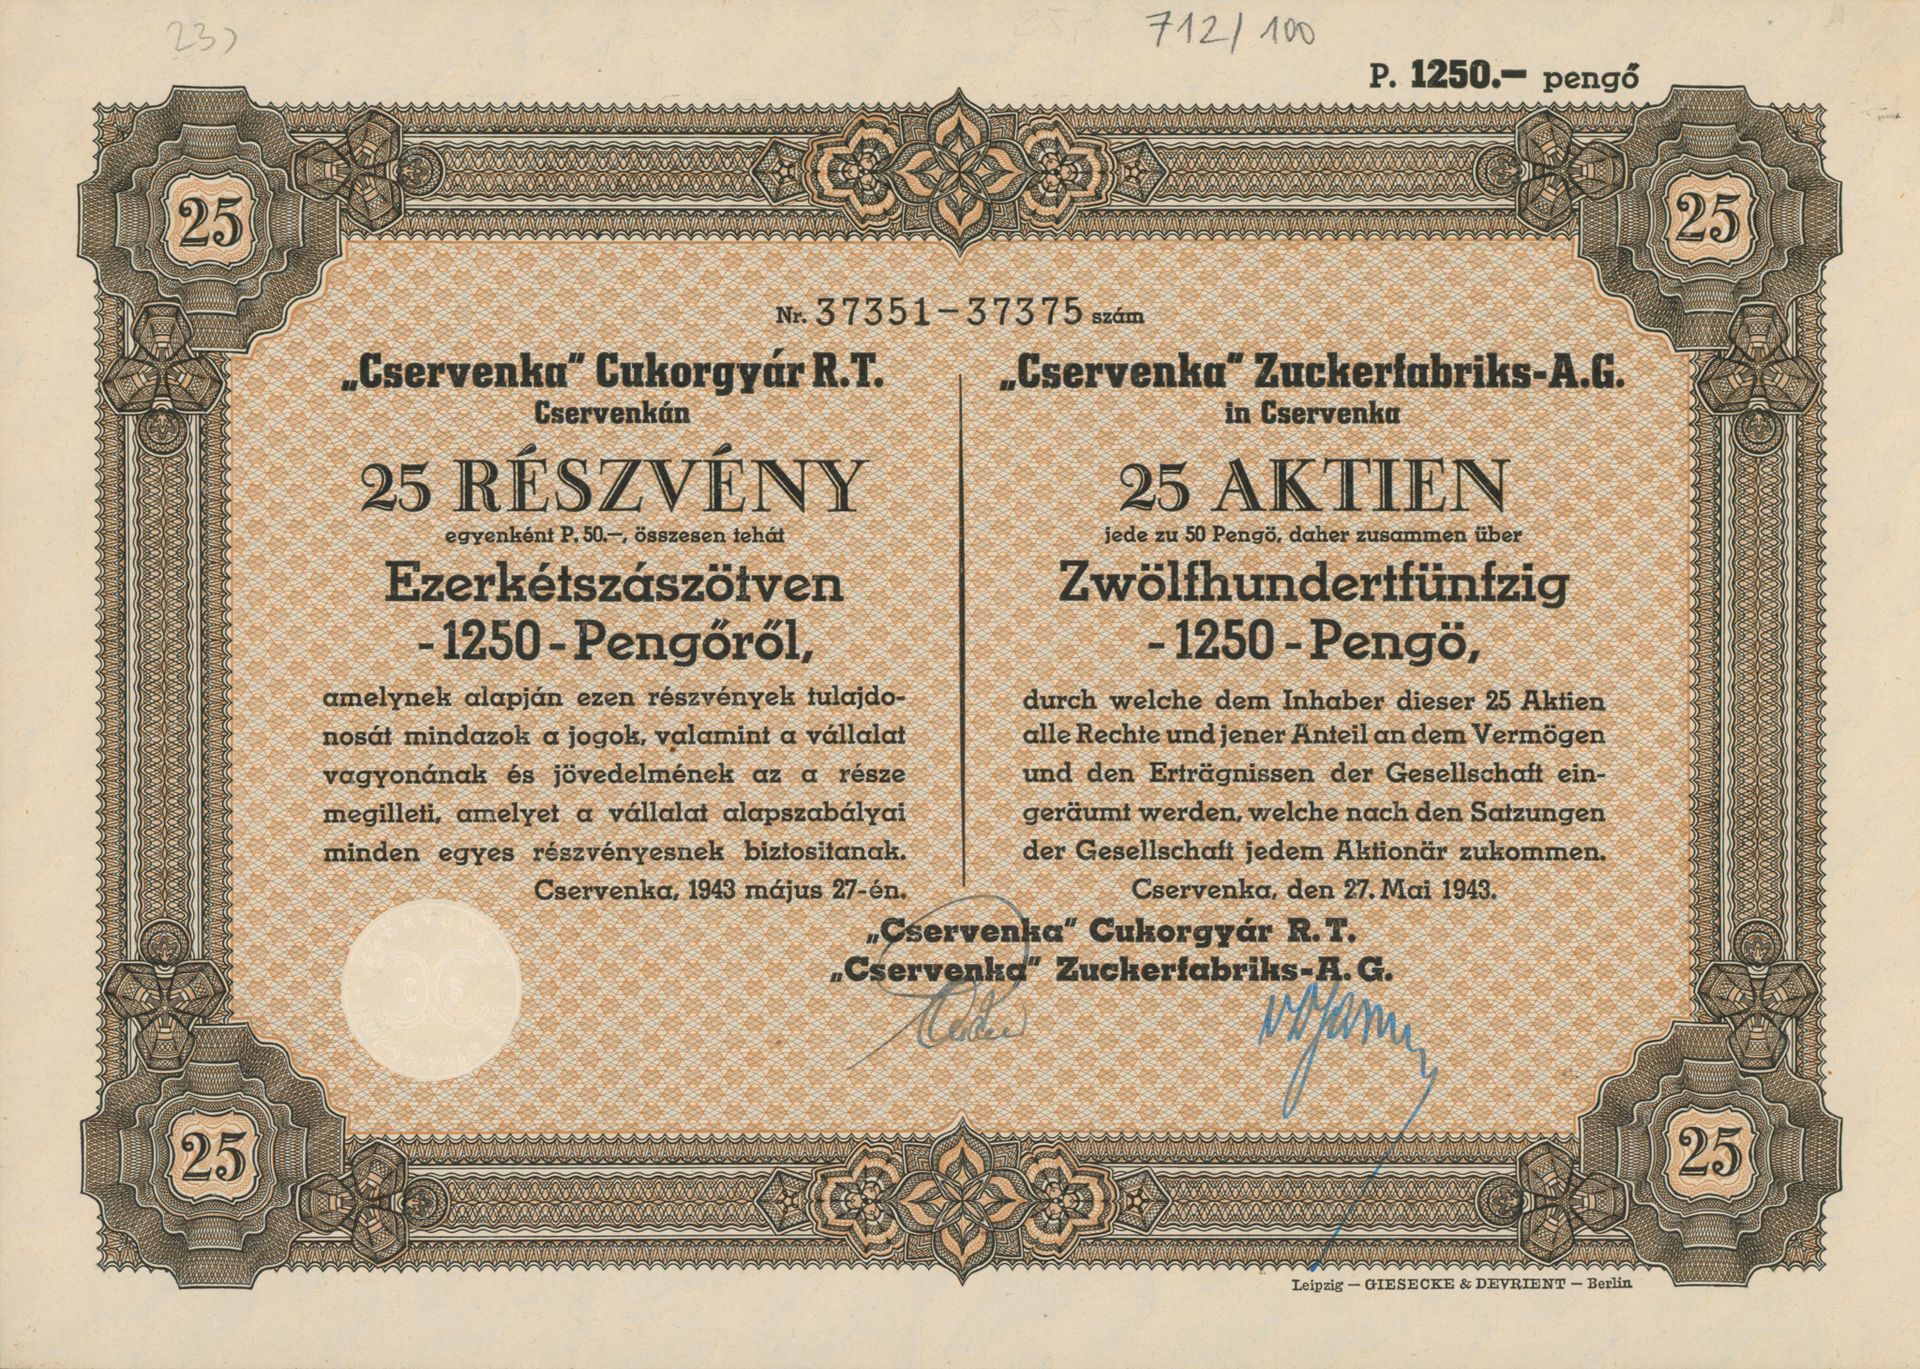 712/100
P. 1250.– pengő
25
25
Nr. 37351–37375 szám
„Cservenka" Cukorgyár R.T.
Cservenkán
25 RÉSZVÉNY
egyenként P. 50.–, összesen tehát
Ezerkétszászötven
-1250-Pengőről,
amelynek alapján ezen részvények tulajdo-
nosát mindazok a jogok, valamint a vállalat
vagyonának és jövedelmének az a része
megilleti, amelyet a vállalat alapszabályai
minden egyes részvényesnek biztositanak.
Cservenka, 1943 május 27-én.
„Cservenka" Zuckerfabriks-A.G.
in Cservenka
25 AKTIEN
jede zu 50 Pengö, daher zusammen über
Zwölfhundertfünfzig
-1250-Pengö,
durch welche dem Inhaber dieser 25 Aktien
alle Rechte und jener Anteil an dem Vermögen
und den Erträgnissen der Gesellschaft ein-
geräumt werden, welche nach den Satzungen
der Gesellschaft jedem Aktionär zukommen.
Cservenka, den 27. Mai 1943.
„Cservenka" Cukorgyár R.T.
„Cservenka" Zuckerfabriks-A.G.
25
25
Leipzig — GIESECKE & DEVRIENT — Berlin